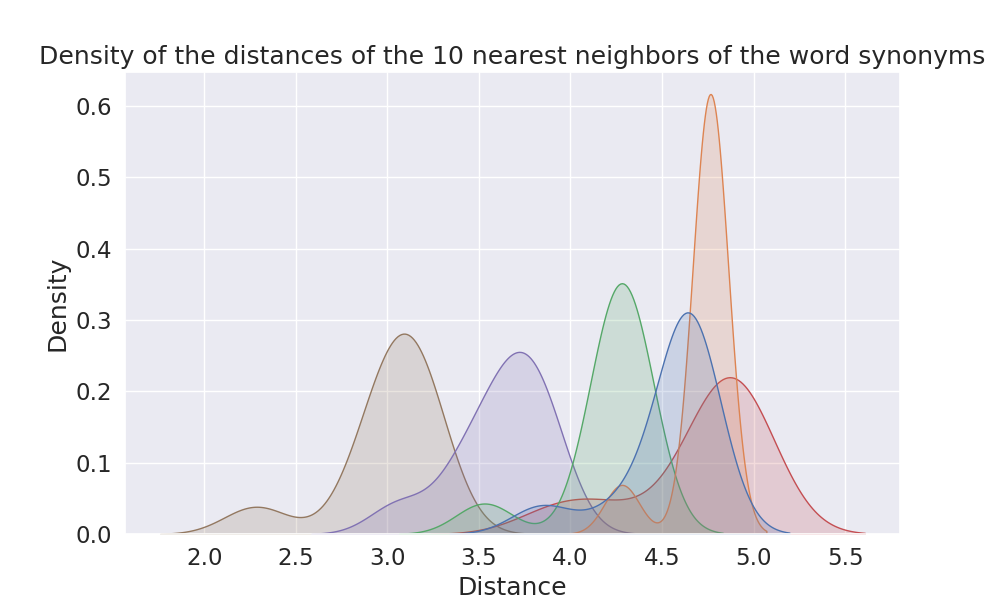 Density of the distances of the 10 nearest neighbors of the word synonyms
0.6
0.5
0.4
0.3
0.2
0.1
0.0
Density
2.0 2.5 3.0 3.5 4.0 4.5 5.0 5.5
Distance